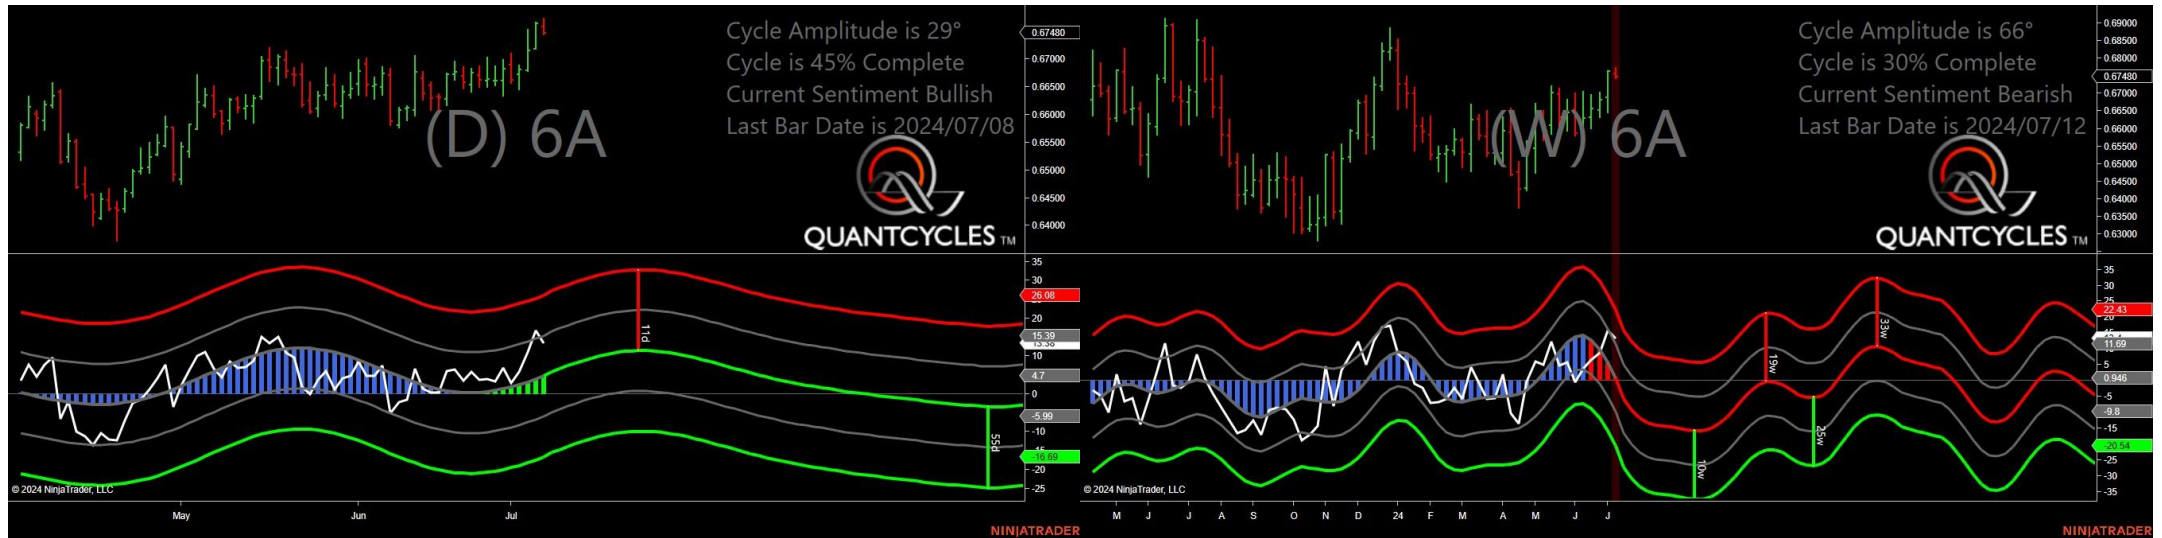 Cycle Amplitude is 29°
Cycle is 45% Complete
Current Sentiment Bullish
Last Bar Date is 2024/07/08
(D) 6A
QUANTCYCLES TM
0.67480
0.67000
0.66500
0.66000
0.65500
0.65000
0.64500
0.64000
35
30
26.08
20
15.39
10
4.7
0
-5.99
-10
-16.69
-20
-25
11d
55d
© 2024 NinjaTrader, LLC
May
Jun
Jul
NINJATRADER
Cycle Amplitude is 66°
Cycle is 30% Complete
Current Sentiment Bearish
Last Bar Date is 2024/07/12
(W) 6A
QUANTCYCLES TM
0.69000
0.68500
0.68000
0.67480
0.67000
0.66500
0.66000
0.65500
0.65000
0.64500
0.64000
0.63500
0.63000
35
30
25
22.43
20
11.69
5
0.946
-5
-9.8
-15
-20.54
-25
-30
-35
10w
19w
25w
33w
© 2024 NinjaTrader, LLC
M J J A S O N D 24 F M A M J J
NINJATRADER